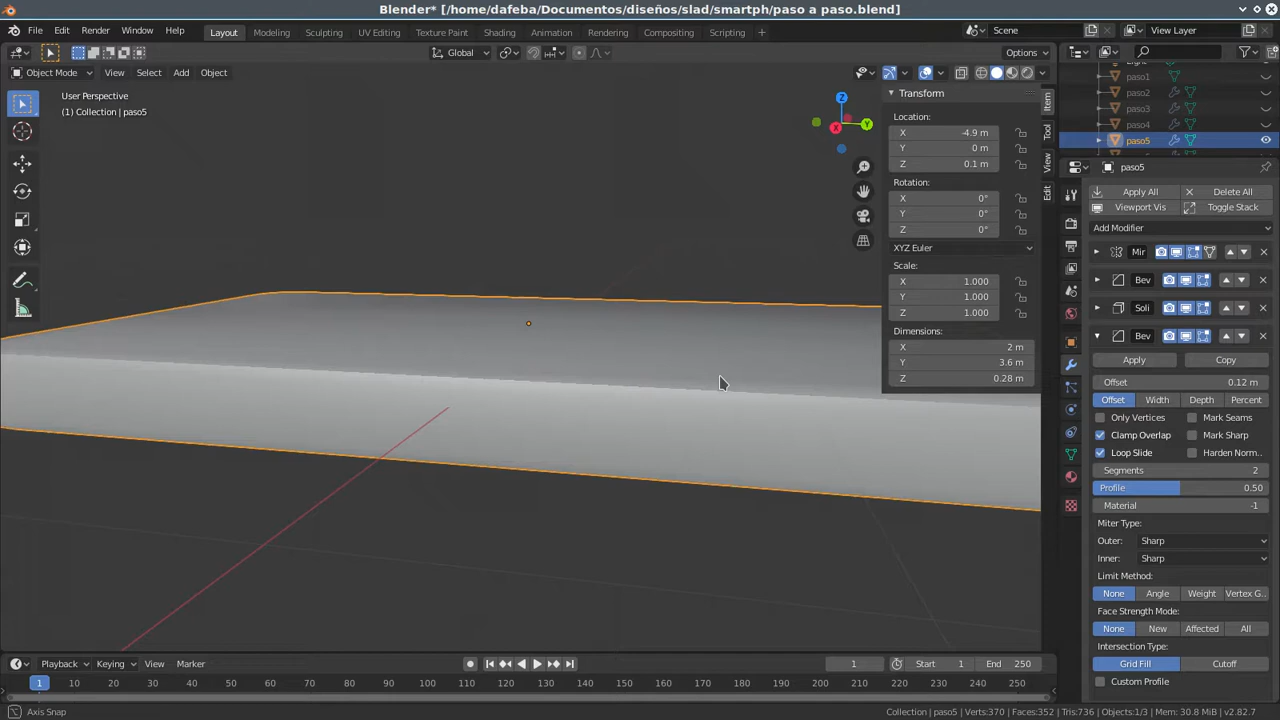 Blender* [/home/dafeba/Documentos/diseños/slad/smartph/paso a paso.blend]
File Edit Render Window Help Layout Modeling Sculpting UV Editing Texture Paint Shading Animation Rendering Compositing Scripting + Scene View Layer
Global Options
Object Mode View Select Add Object
User Perspective
(1) Collection | paso5
Z
Y
X
Transform
Location:
X -4.9 m
Y 0 m
Z 0.1 m
Rotation:
X 0°
Y 0°
Z 0°
XYZ Euler
Scale:
X 1.000
Y 1.000
Z 1.000
Dimensions:
X 2 m
Y 3.6 m
Z 0.28 m
Item
Tool
View
Edit
paso1
paso2
paso3
paso4
paso5
paso5
Apply All Delete All
Viewport Vis Toggle Stack
Add Modifier
Mir
Bev
Soli
Bev
Apply Copy
Offset 0.12 m
Offset Width Depth Percent
Only Vertices Mark Seams
Clamp Overlap Mark Sharp
Loop Slide Harden Norm..
Segments 2
Profile 0.50
Material -1
Miter Type:
Outer: Sharp
Inner: Sharp
Limit Method:
None Angle Weight Vertex G..
Face Strength Mode:
None New Affected All
Intersection Type:
Grid Fill Cutoff
Custom Profile
Playback Keying View Marker 1 Start 1 End 250
1 10 20 30 40 50 60 70 80 90 100 110 120 130 140 150 160 170 180 190 200 210 220 230 240 250
Axis Snap Collection | paso5 | Verts:370 | Faces:352 | Tris:736 | Objects:1/3 | Mem: 30.8 MiB | v2.82.7